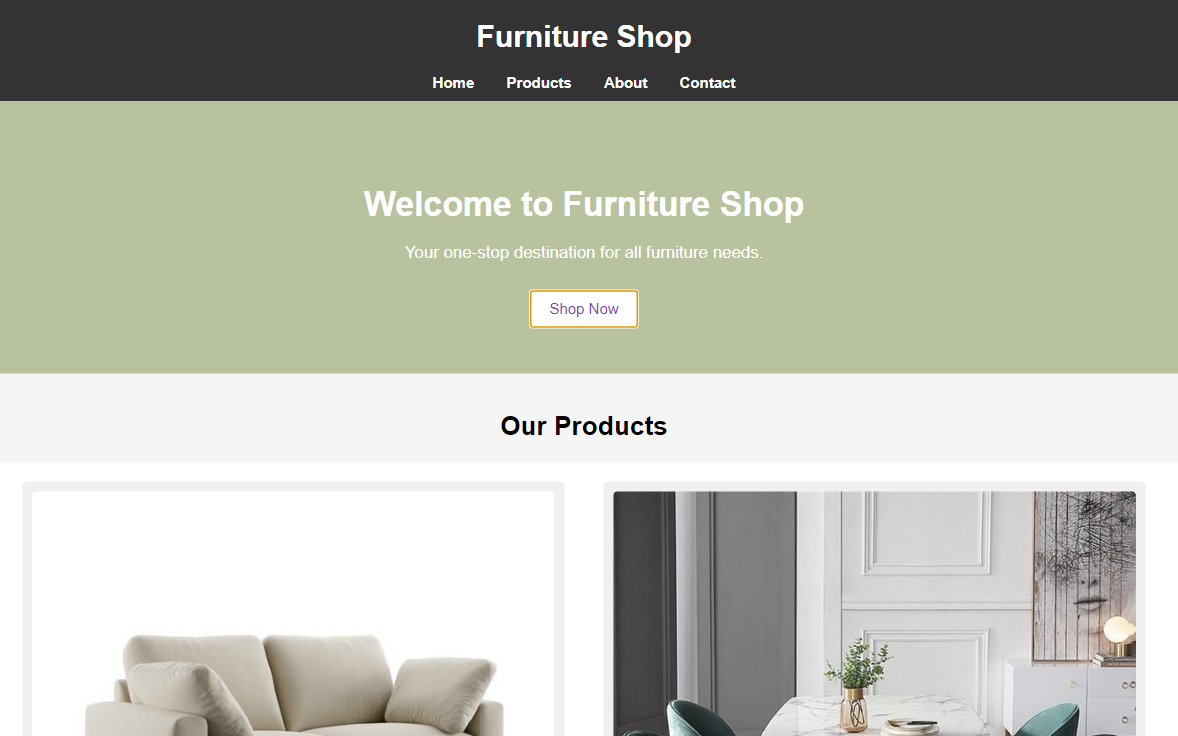 Furniture Shop
Home Products About Contact
Welcome to Furniture Shop
Your one-stop destination for all furniture needs.
Shop Now
Our Products